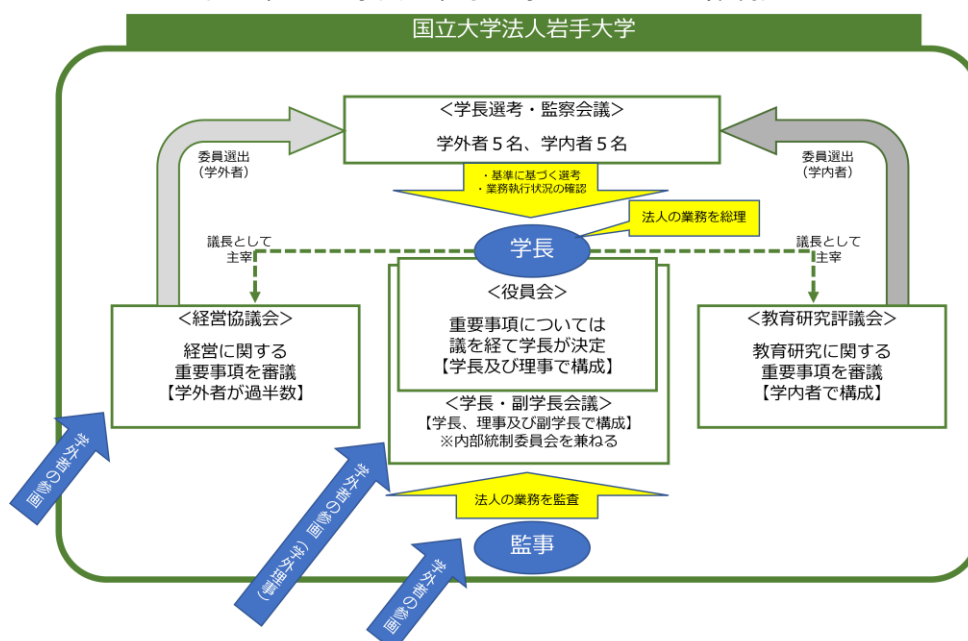 国立大学法人岩手大学
<学長選考・監察会議>
学外者５名、学内者５名
委員選出
(学外者)
委員選出
(学内者)
・基準に基づく選考
・業務執行状況の確認
法人の業務を総理
学長
議長として
主宰
議長として
主宰
<経営協議会>
経営に関する
重要事項を審議
【学外者が過半数】
<役員会>
重要事項については
議を経て学長が決定
【学長及び理事で構成】
<教育研究評議会>
教育研究に関する
重要事項を審議
【学内者で構成】
<学長・副学長会議>
【学長、理事及び副学長で構成】
※内部統制委員会を兼ねる
学外者の参画
学外者の参画（学外理事）
法人の業務を監査
監事
学外者の参画